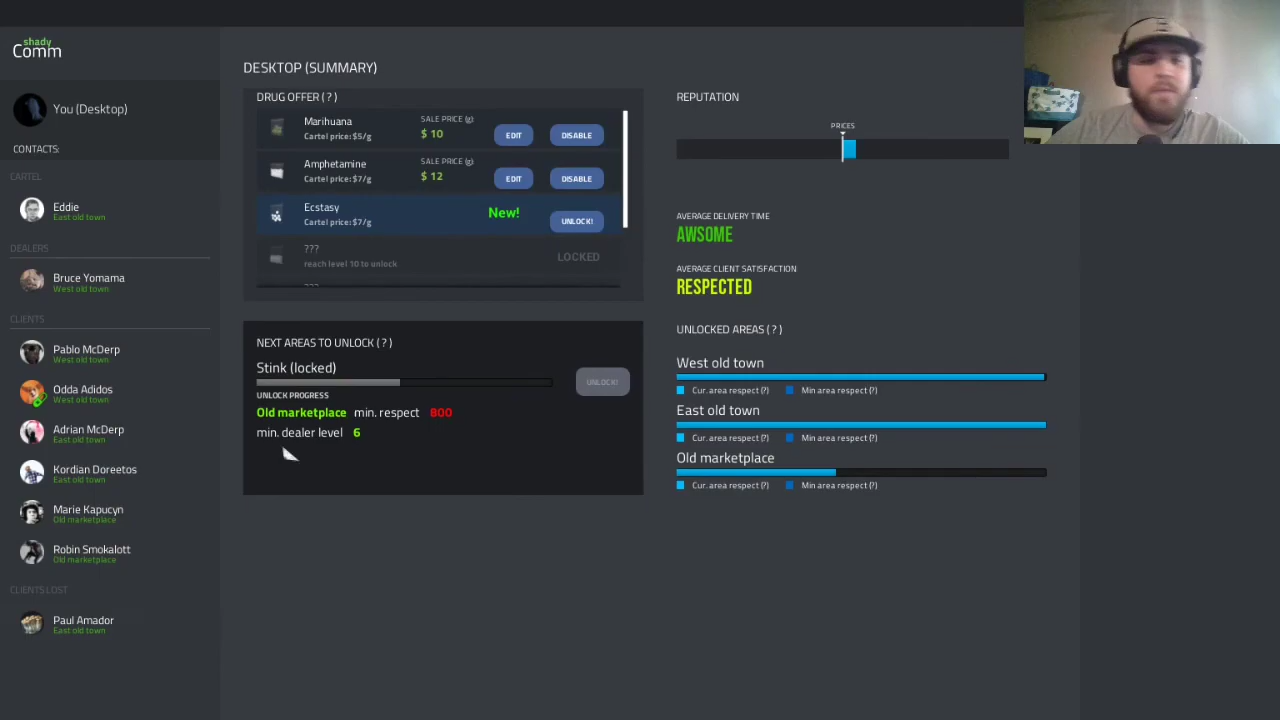 shady
Comm
You (Desktop)
CONTACTS:
CARTEL
Eddie
East old town
DEALERS
Bruce Yomama
West old town
CLIENTS
Pablo McDerp
West old town
Odda Adidos
West old town
Adrian McDerp
East old town
Kordian Doreetos
East old town
Marie Kapucyn
Old marketplace
Robin Smokalott
Old marketplace
CLIENTS LOST
Paul Amador
East old town
DESKTOP (SUMMARY)
DRUG OFFER ( ? )
Marihuana
Cartel price: $5/g
SALE PRICE (g):
$ 10
EDIT
DISABLE
Amphetamine
Cartel price: $7/g
SALE PRICE (g):
$ 12
EDIT
DISABLE
Ecstasy
Cartel price: $7/g
New!
UNLOCK!
???
reach level 10 to unlock
LOCKED
???
NEXT AREAS TO UNLOCK ( ? )
Stink (locked)
UNLOCK!
UNLOCK PROGRESS
Old marketplace min. respect 800
min. dealer level 6
REPUTATION
PRICES
AVERAGE DELIVERY TIME
AWSOME
AVERAGE CLIENT SATISFACTION
RESPECTED
UNLOCKED AREAS ( ? )
West old town
Cur. area respect (?) Min area respect (?)
East old town
Cur. area respect (?) Min area respect (?)
Old marketplace
Cur. area respect (?) Min area respect (?)